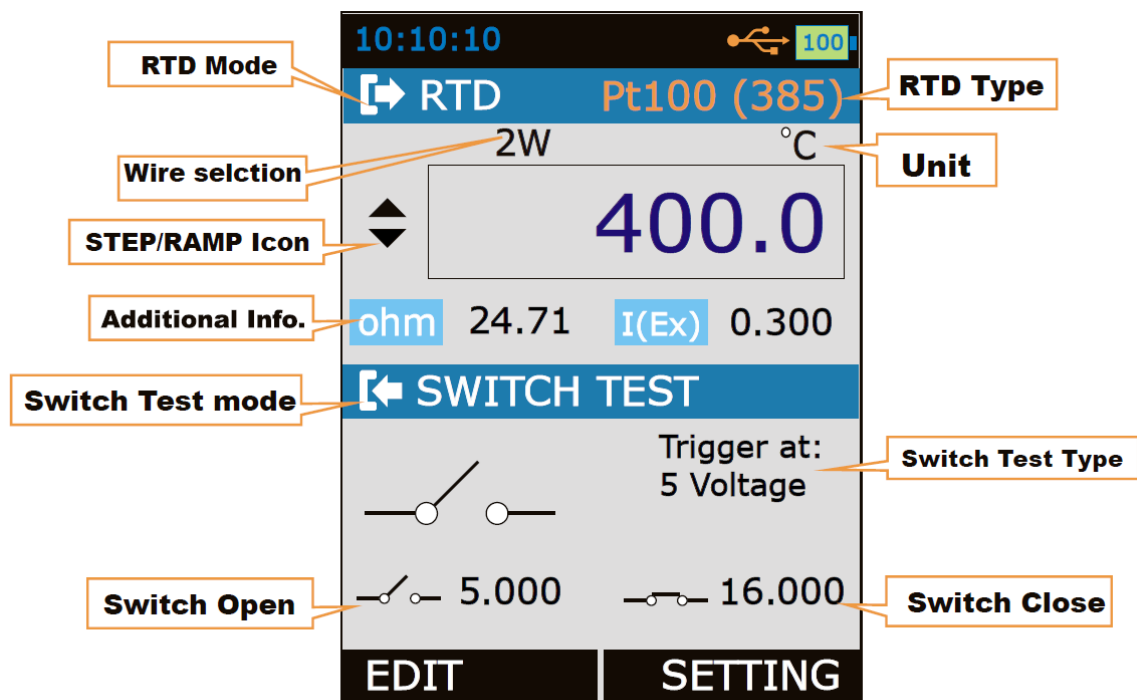 10:10:10 100
RTD Mode
RTD Pt100 (385)
RTD Type
2W °C
Wire selction
Unit
400.0
STEP/RAMP Icon
Additional Info.
ohm 24.71 I(Ex) 0.300
Switch Test mode
SWITCH TEST
Trigger at:
5 Voltage
Switch Test Type
Switch Open
5.000 16.000
Switch Close
EDIT SETTING